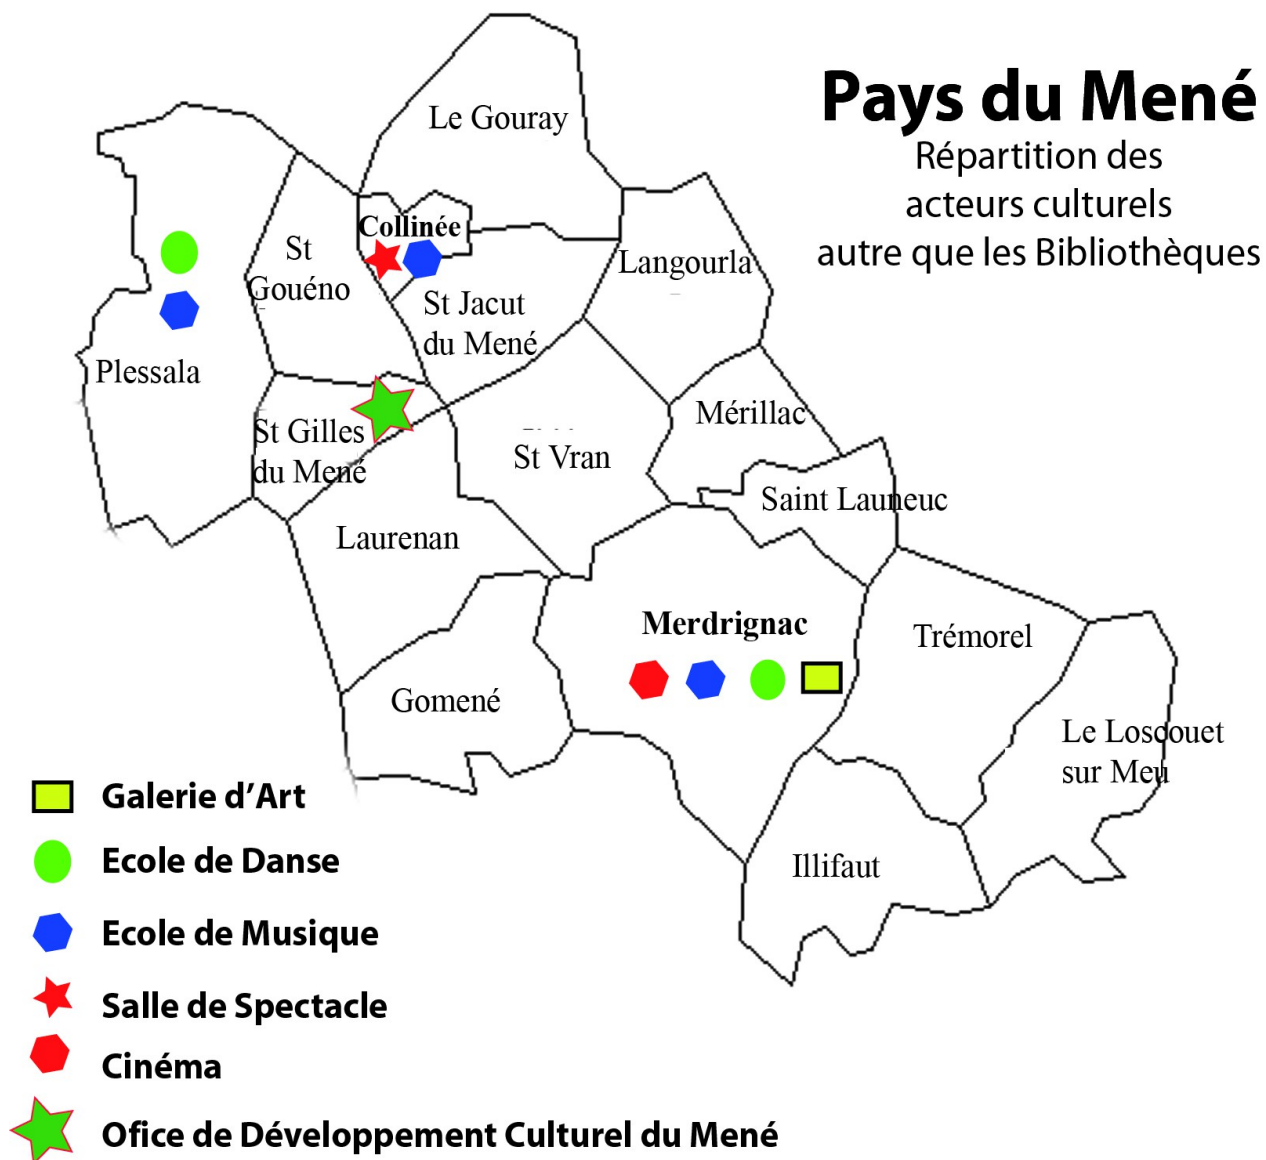 Pays du Mené
Répartition des
acteurs culturels
autre que les Bibliothèques
Le Gouray
Collinée
St
Gouéno
Langourla
St Jacut
du Mené
Plessala
Mérillac
St Gilles
du Mené
St Vran
Saint Launeuc
Laurenan
Merdrignac
Trémorel
Gomené
Le Loscouet
sur Meu
Illifaut
Galerie d’Art
Ecole de Danse
Ecole de Musique
Salle de Spectacle
Cinéma
Ofice de Développement Culturel du Mené